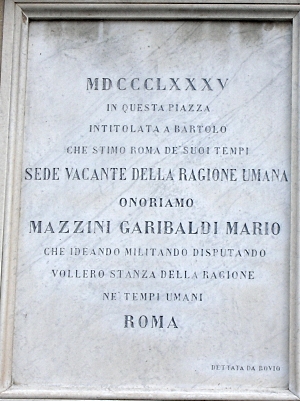 MDCCCLXXXV
IN QUESTA PIAZZA
INTITOLATA A BARTOLO
CHE STIMO ROMA DE' SUOI TEMPI
SEDE VACANTE DELLA RAGIONE UMANA
ONORIAMO
MAZZINI GARIBALDI MARIO
CHE IDEANDO MILITANDO DISPUTANDO
VOLLERO STANZA DELLA RAGIONE
NE' TEMPI UMANI
ROMA
DETTATA DA BOVIO